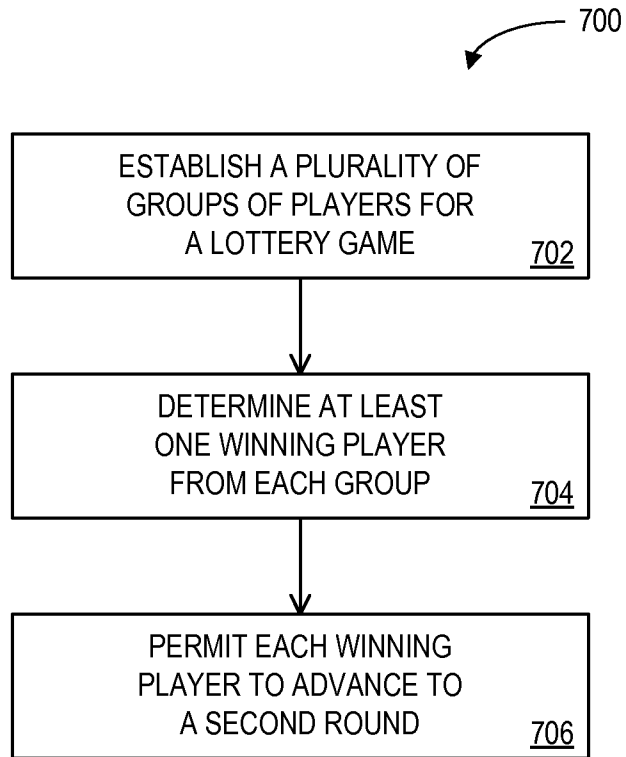 700
ESTABLISH A PLURALITY OF
GROUPS OF PLAYERS FOR
A LOTTERY GAME
702
DETERMINE AT LEAST
ONE WINNING PLAYER
FROM EACH GROUP
704
PERMIT EACH WINNING
PLAYER TO ADVANCE TO
A SECOND ROUND
706